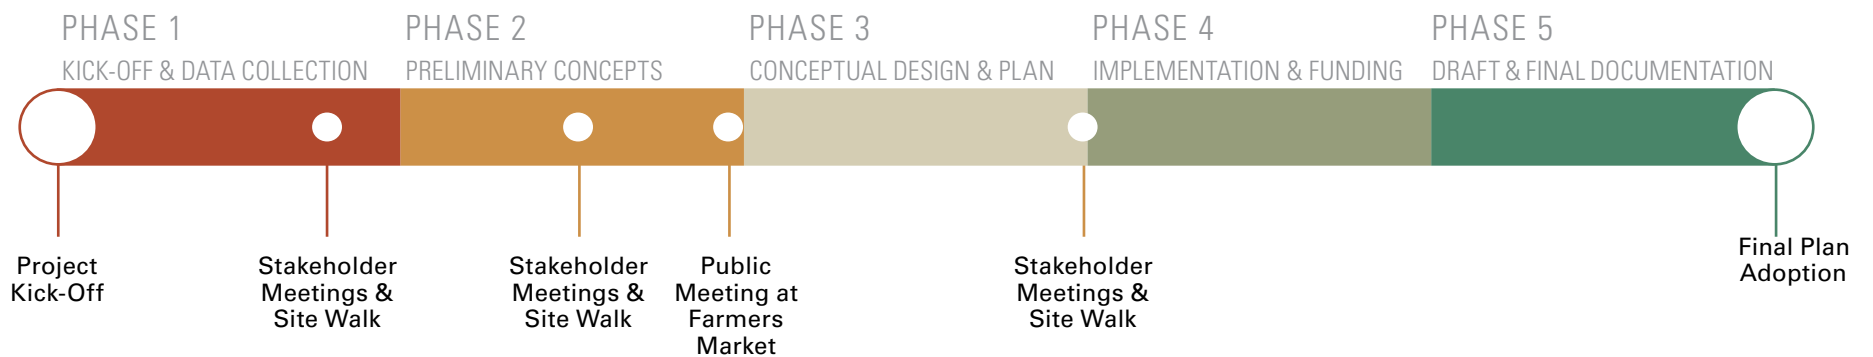 PHASE 1
KICK-OFF & DATA COLLECTION
PHASE 2
PRELIMINARY CONCEPTS
PHASE 3
CONCEPTUAL DESIGN & PLAN
PHASE 4
IMPLEMENTATION & FUNDING
PHASE 5
DRAFT & FINAL DOCUMENTATION
Project
Kick-Off
Stakeholder
Meetings &
Site Walk
Stakeholder
Meetings &
Site Walk
Public
Meeting at
Farmers
Market
Stakeholder
Meetings &
Site Walk
Final Plan
Adoption